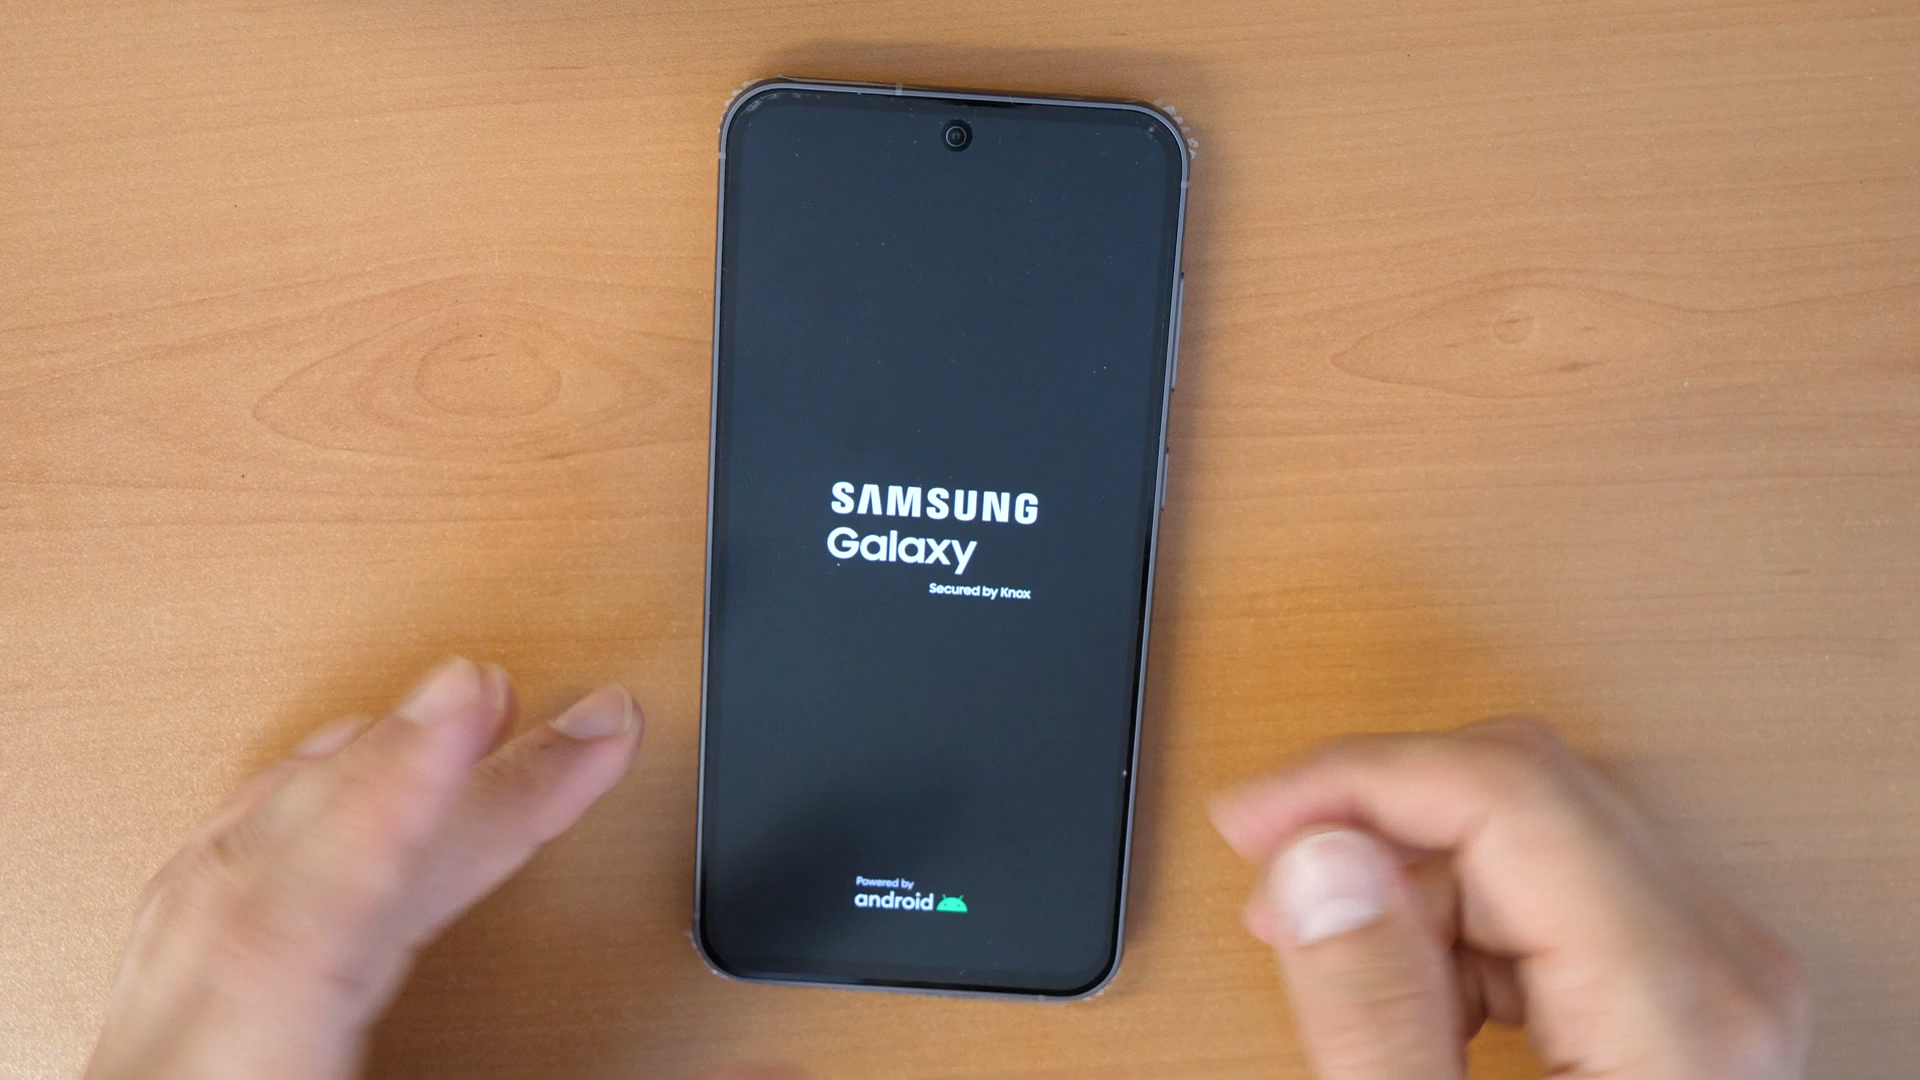 SAMSUNG
Galaxy
Secured by Knox
Powered by
android